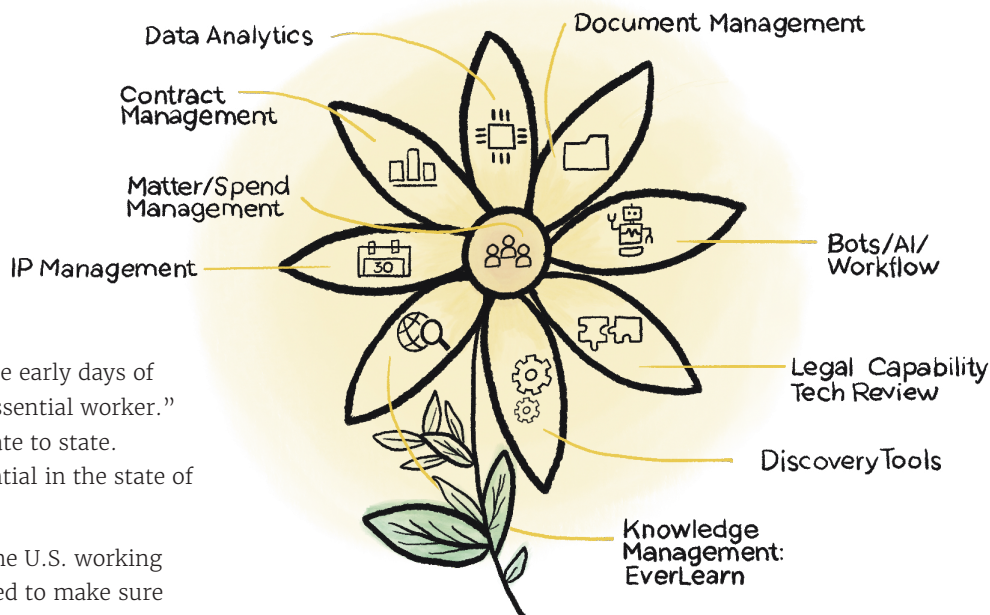 Data Analytics
Document Management
Contract
Management
Matter/Spend
Management
IP Management
30
Bots/AI/
Workflow
Legal Capability
Tech Review
Discovery Tools
Knowledge
Management:
EverLearn
e early days of
ssential worker.”
ate to state.
ntial in the state of
he U.S. working
ed to make sure